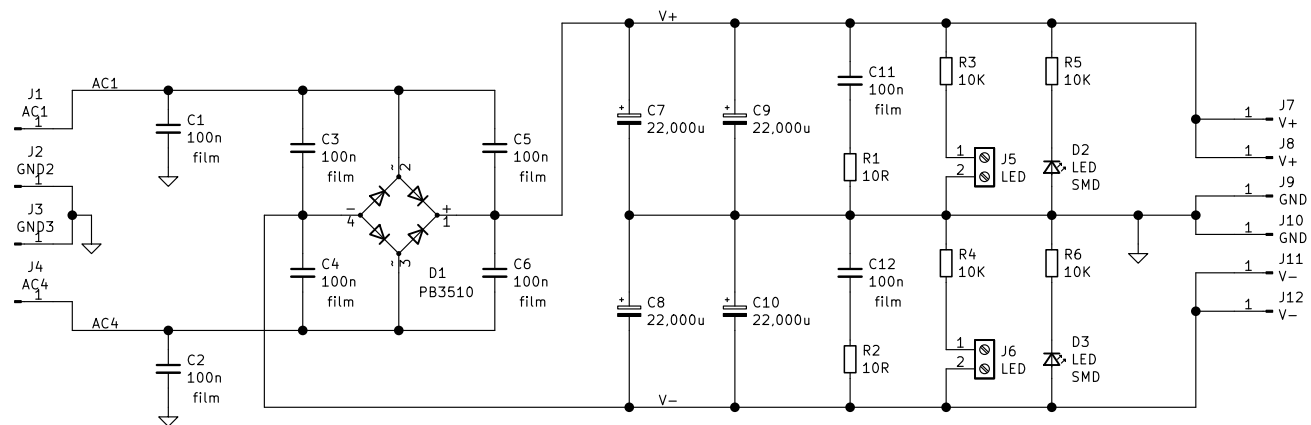 J1
AC1
1
AC1
J2
GND2
1
J3
GND3
1
J4
AC4
1
AC4
C1
100n
film
C2
100n
film
C3
100n
film
C4
100n
film
C5
100n
film
C6
100n
film
~
2
−
4
+
1
~
3
D1
PB3510
V+
C7
22,000u
+
C9
22,000u
+
C11
100n
film
R1
10R
R3
10K
1
2
J5
LED
R5
10K
D2
LED
SMD
C8
22,000u
+
C10
22,000u
+
C12
100n
film
R2
10R
R4
10K
1
2
J6
LED
R6
10K
D3
LED
SMD
V−
1
J7
V+
1
J8
V+
1
J9
GND
1
J10
GND
1
J11
V−
1
J12
V−